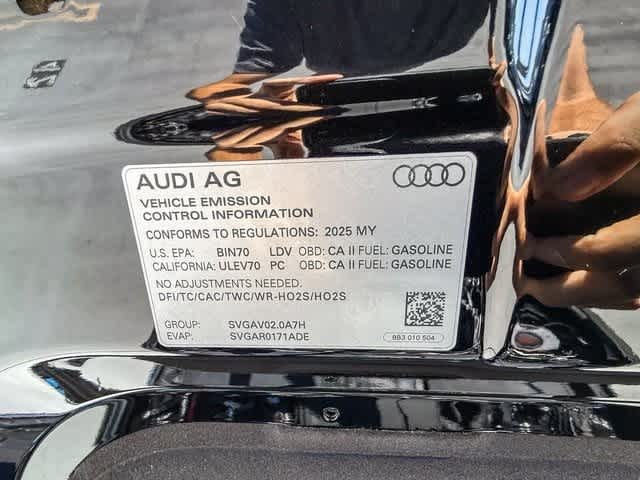 AUDI AG
VEHICLE EMISSION
CONTROL INFORMATION
CONFORMS TO REGULATIONS: 2025 MY
U.S. EPA: BIN70 LDV OBD: CA II FUEL: GASOLINE
CALIFORNIA: ULEV70 PC OBD: CA II FUEL: GASOLINE
NO ADJUSTMENTS NEEDED.
DFI/TC/CAC/TWC/WR-HO2S/HO2S
GROUP: SVGAV02.0A7H
EVAP: SVGAR0171ADE
8B3 010 504